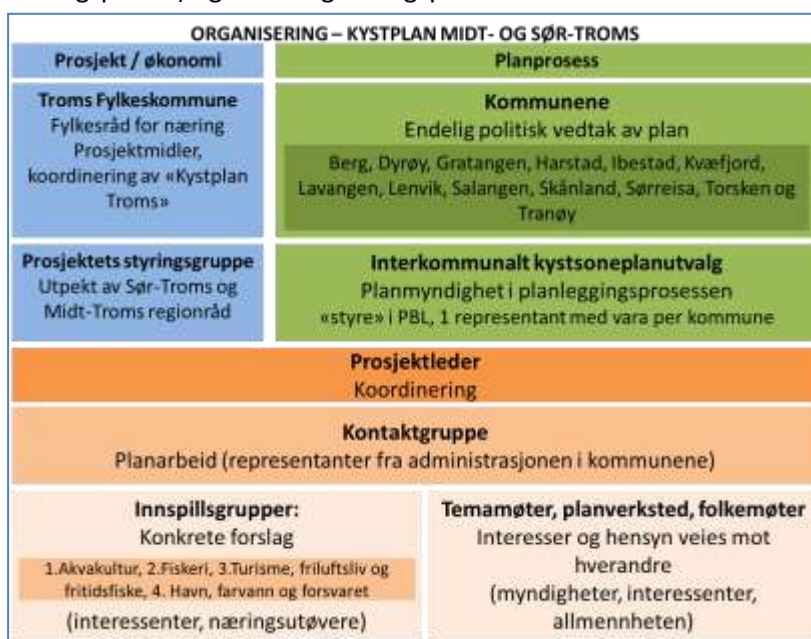 ORGANISERING – KYSTPLAN MIDT- OG SØR-TROMS
Prosjekt / økonomi
Planprosess
Troms Fylkeskommune
Fylkesråd for næring
Prosjektmidler,
koordinering av «Kystplan
Troms»
Kommunene
Endelig politisk vedtak av plan
Berg, Dyrøy, Gratangen, Harstad, Ibestad, Kvæfjord,
Lavangen, Lenvik, Salangen, Skånland, Sørreisa, Torsken og
Tranøy
Prosjektets styringsgruppe
Utpekt av Sør-Troms og
Midt-Troms regionråd
Interkommunalt kystsoneplanutvalg
Planmyndighet i planleggingsprosessen
«styre» i PBL, 1 representant med vara per kommune
Prosjektleder
Koordinering
Kontaktgruppe
Planarbeid (representanter fra administrasjonen i kommunene)
Innspillsgrupper:
Konkrete forslag
1.Akvakultur, 2.Fiskeri, 3.Turisme, friluftsliv og
fritidsfiske, 4. Havn, farvann og forsvaret
(interessenter, næringsutøvere)
Temamøter, planverksted, folkemøter
Interesser og hensyn veies mot
hverandre
(myndigheter, interessenter,
allmennheten)